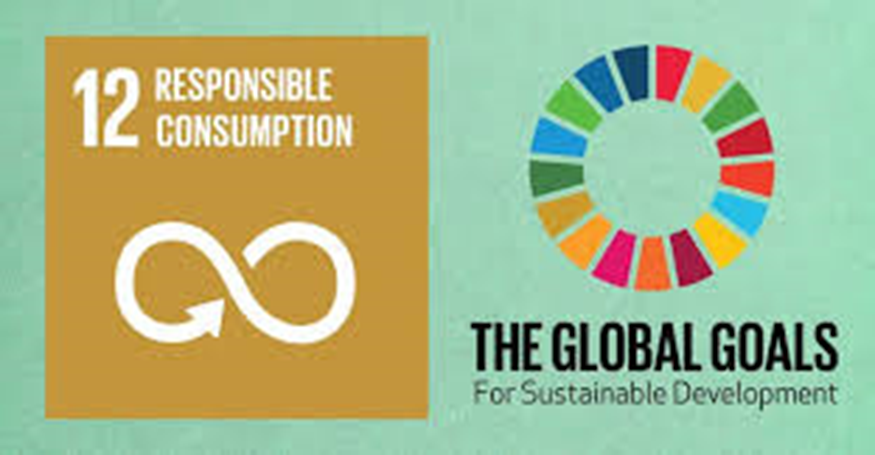 12 RESPONSIBLE
CONSUMPTION
THE GLOBAL GOALS
For Sustainable Development